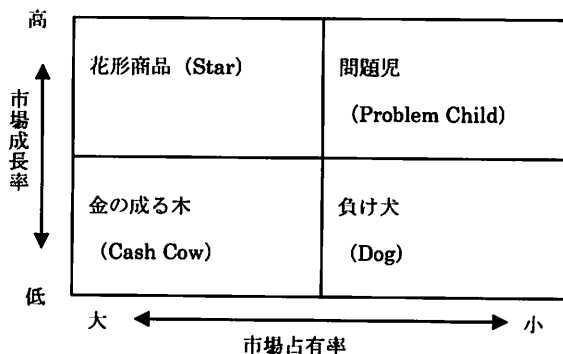 高
花形商品 (Star)
問題児
(Problem Child)
市場成長率
金の成る木
(Cash Cow)
負け犬
(Dog)
低
大
小
市場占有率